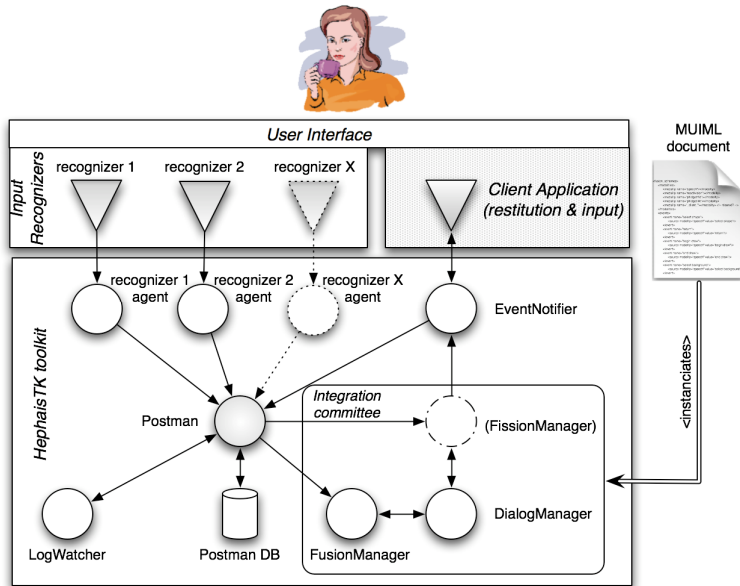 User Interface
MUIML
document
Input
Recognizers
recognizer 1
recognizer 2
recognizer X
Client Application
(restitution & input)
HephaisTK toolkit
recognizer 1
agent
recognizer 2
agent
recognizer X
agent
EventNotifier
<instanciates>
Integration
committee
Postman
(FissionManager)
LogWatcher
Postman DB
FusionManager
DialogManager